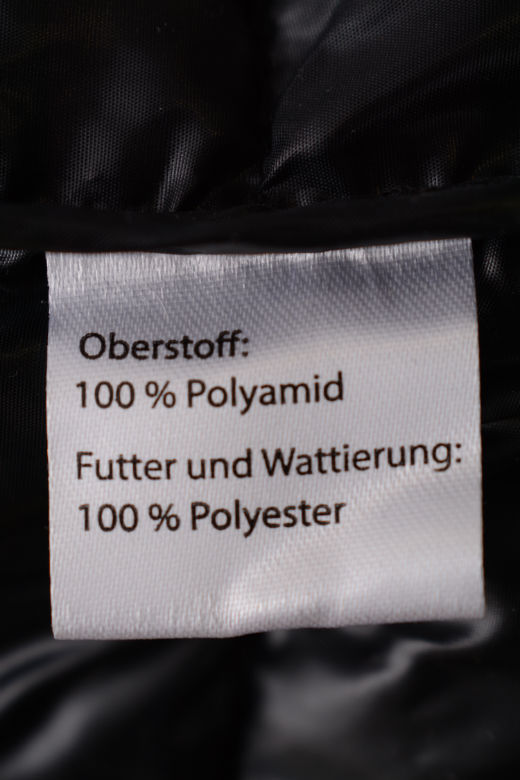 Oberstoff:
100 % Polyamid
Futter und Wattierung:
100 % Polyester